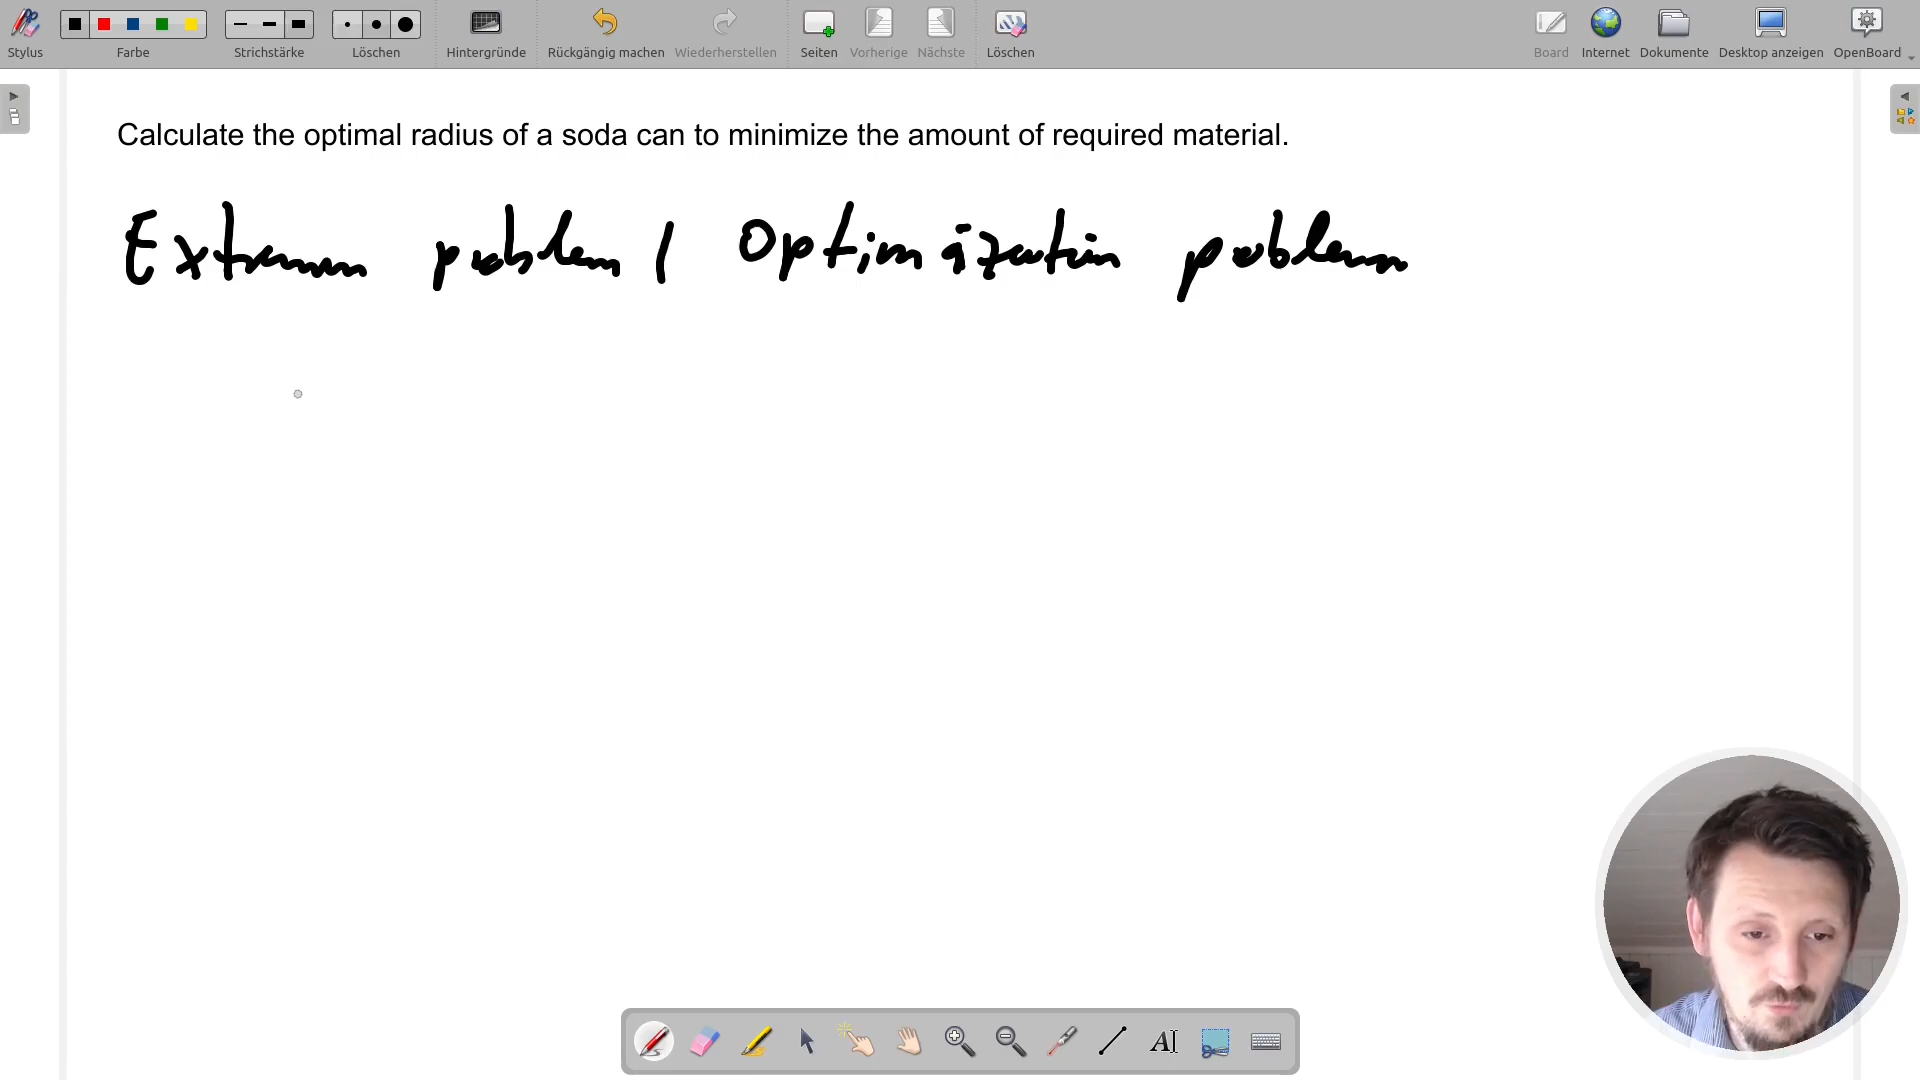 Stylus Farbe Strichstärke Löschen Hintergründe Rückgängig machen Wiederherstellen Seiten Vorherige Nächste Löschen Board Internet Dokumente Desktop anzeigen OpenBoard
Calculate the optimal radius of a soda can to minimize the amount of required material.
Extremum problem / Optimization problem
AI